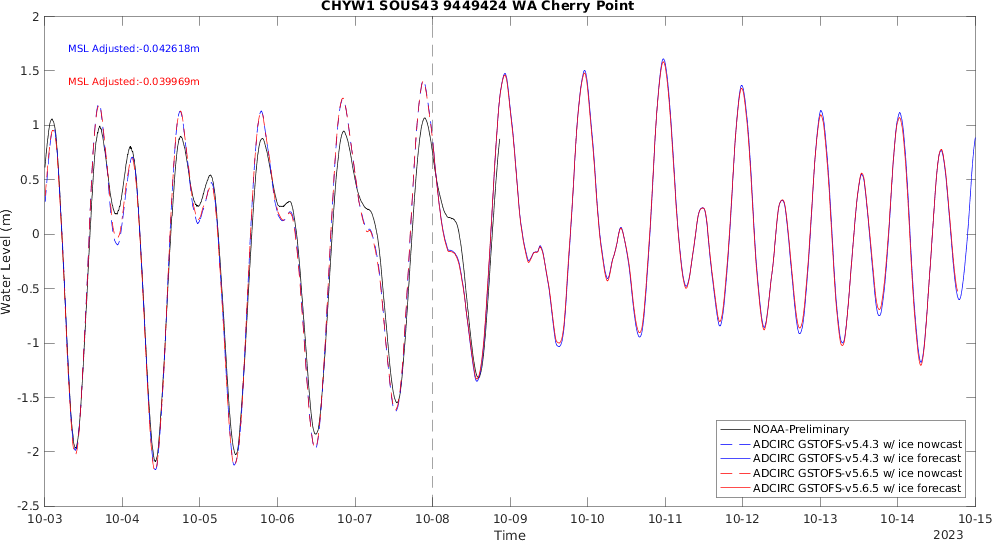 CHYW1 SOUS43 9449424 WA Cherry Point
MSL Adjusted:-0.042618m
MSL Adjusted:-0.039969m
Water Level (m)
2
1.5
1
0.5
0
-0.5
-1
-1.5
-2
-2.5
NOAA-Preliminary
ADCIRC GSTOFS-v5.4.3 w/ ice nowcast
ADCIRC GSTOFS-v5.4.3 w/ ice forecast
ADCIRC GSTOFS-v5.6.5 w/ ice nowcast
ADCIRC GSTOFS-v5.6.5 w/ ice forecast
10-03 10-04 10-05 10-06 10-07 10-08 10-09 10-10 10-11 10-12 10-13 10-14 10-15
Time
2023